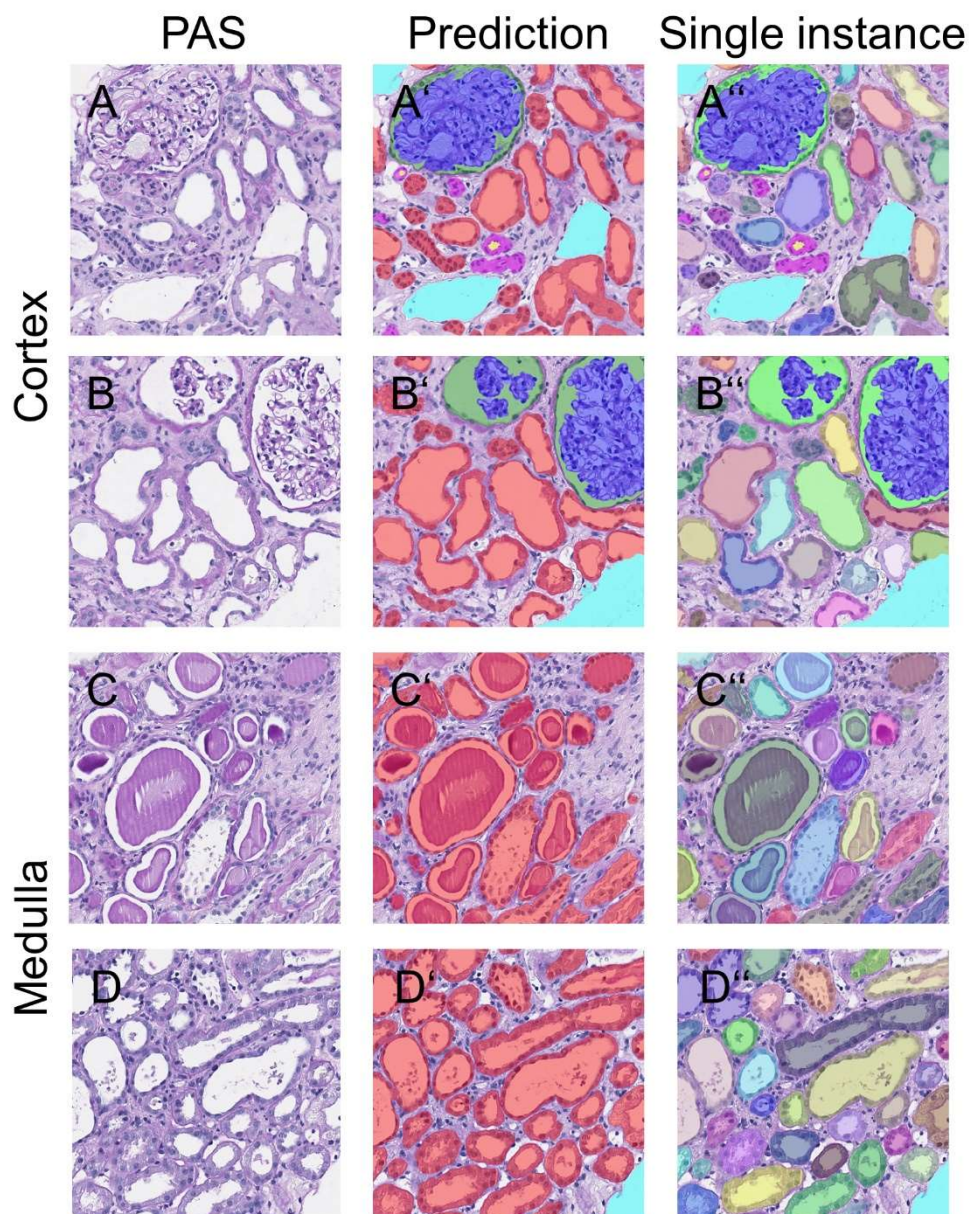 PAS Prediction Single instance
Cortex
A A‘ A‘‘
B B‘ B‘‘
Medulla
C C‘ C‘‘
D D‘ D‘‘